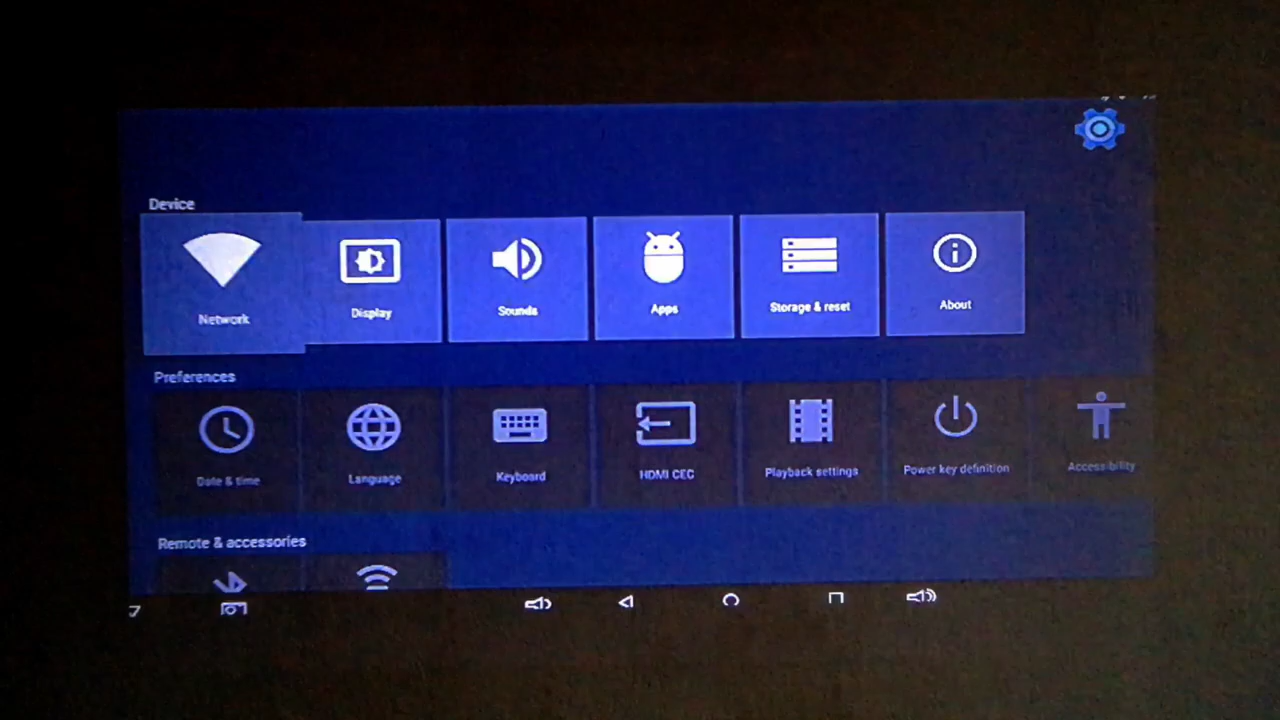 Device
Network
Display
Sounds
Apps
Storage & reset
About
Preferences
Date & time
Language
Keyboard
HDMI CEC
Playback settings
Power key definition
Accessibility
Remote & accessories